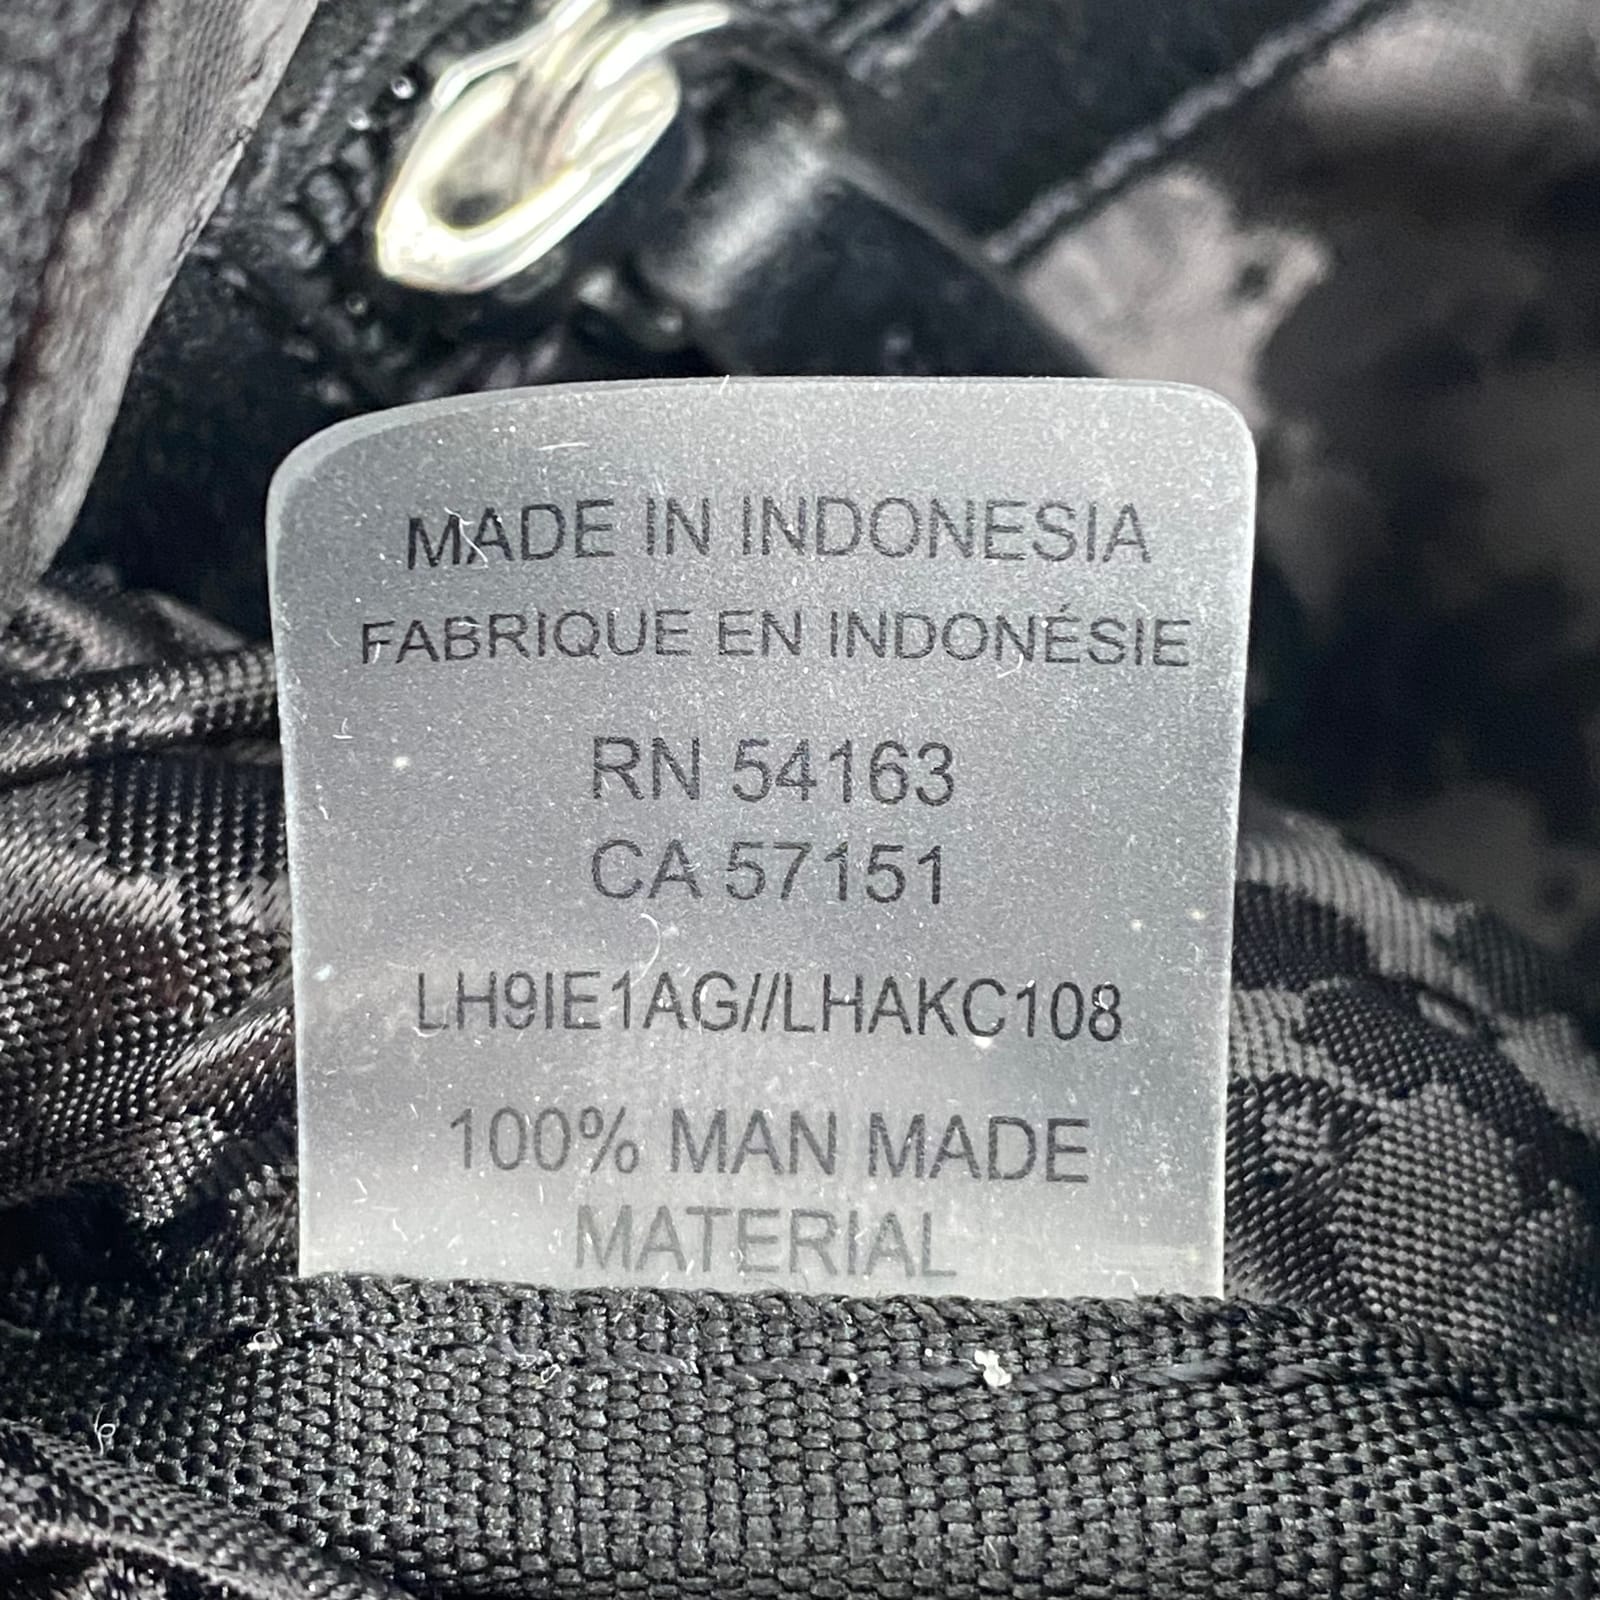 MADE IN INDONESIA
FABRIQUE EN INDONÉSIE
RN 54163
CA 57151
LH9IE1AG//LHAKC108
100% MAN MADE
MATERIAL